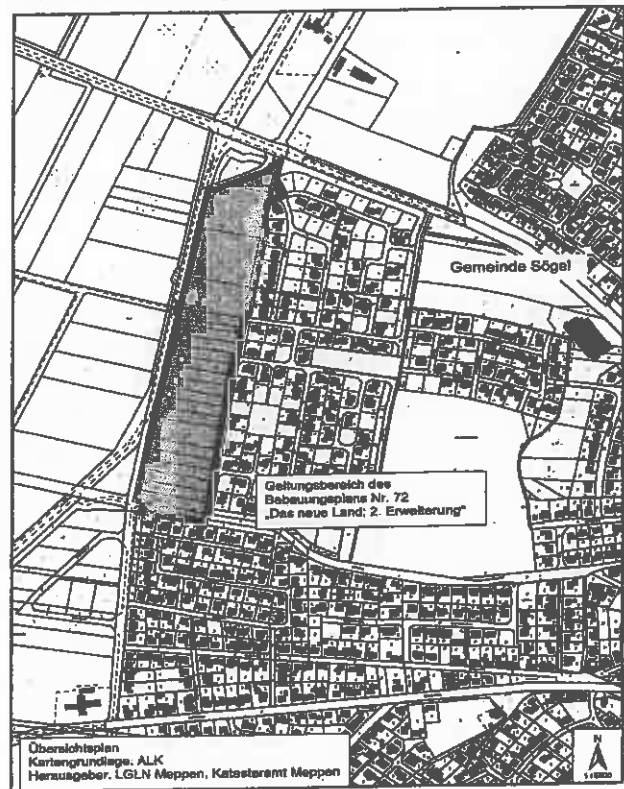 Gemeinde Sögel
Geltungsbereich des
Bebauungsplans Nr. 72
„Das neue Land; 2. Erweiterung“
Übersichtsplan
Kartengrundlage. ALK
Herausgeber. LGLN Meppen, Katasteramt Meppen
N